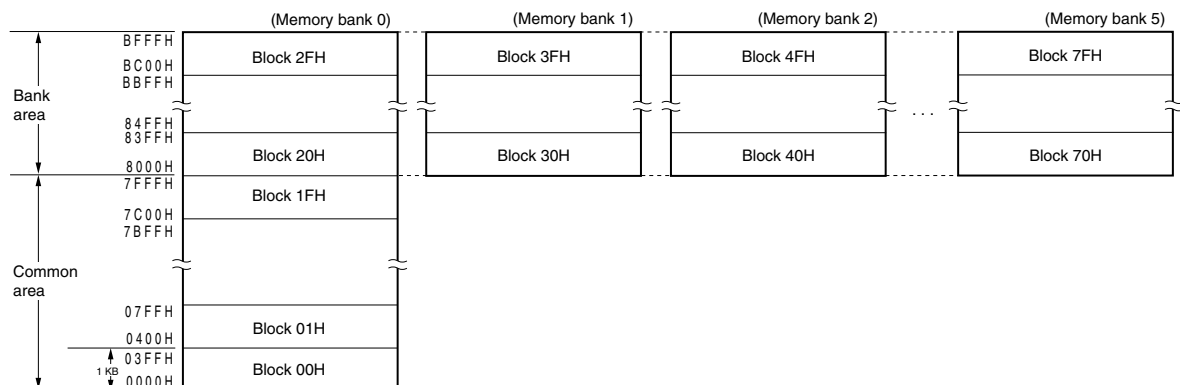 (Memory bank 0) (Memory bank 1) (Memory bank 2) (Memory bank 5)
BFFFH
Block 2FH Block 3FH Block 4FH Block 7FH
BC00H
BBFFH
Bank
area
...
84FFH
83FFH
Block 20H Block 30H Block 40H Block 70H
8000H
7FFFH
Block 1FH
7C00H
7BFFH
Common
area
07FFH
Block 01H
0400H
03FFH
1 KB
Block 00H
0000H